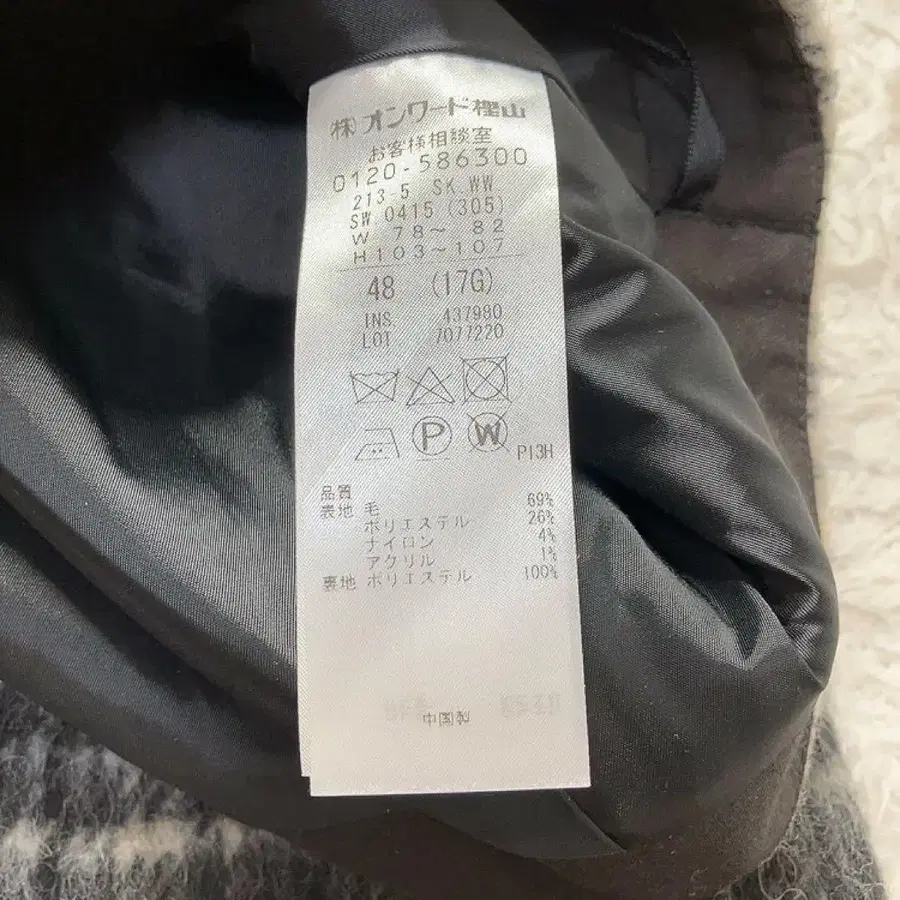 ㈱オンワード樫山
お客様相談室
0120-586300
213-5 SK WW
SW 0415 (305)
W 78～ 82
H103～107
48 (17G)
INS. 437980
LOT 7077220
P W
P13H
品質
表地 毛 69%
ポリエステル 26%
ナイロン 4%
アクリル 1%
裏地 ポリエステル 100%
中国製